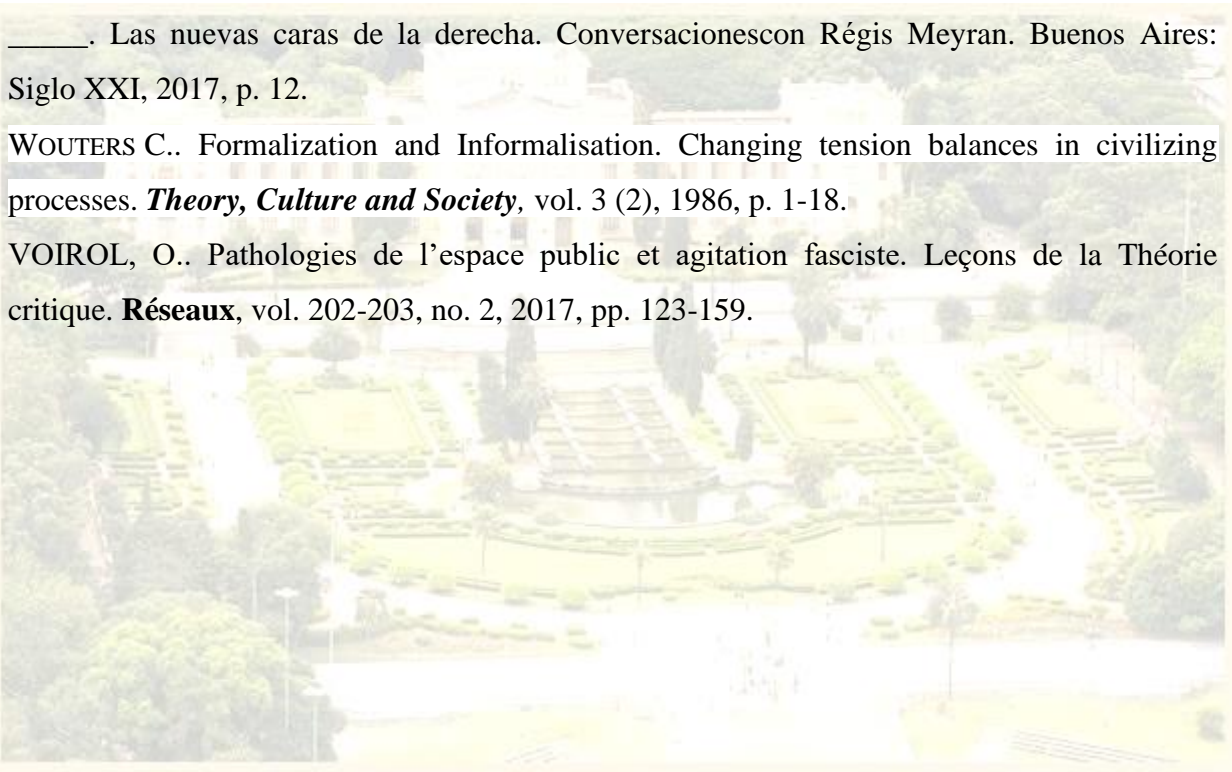 _____. Las nuevas caras de la derecha. Conversacionescon Régis Meyran. Buenos Aires:
Siglo XXI, 2017, p. 12.
WOUTERS C.. Formalization and Informalisation. Changing tension balances in civilizing
processes. Theory, Culture and Society, vol. 3 (2), 1986, p. 1-18.
VOIROL, O.. Pathologies de l’espace public et agitation fasciste. Leçons de la Théorie
critique. Réseaux, vol. 202-203, no. 2, 2017, pp. 123-159.